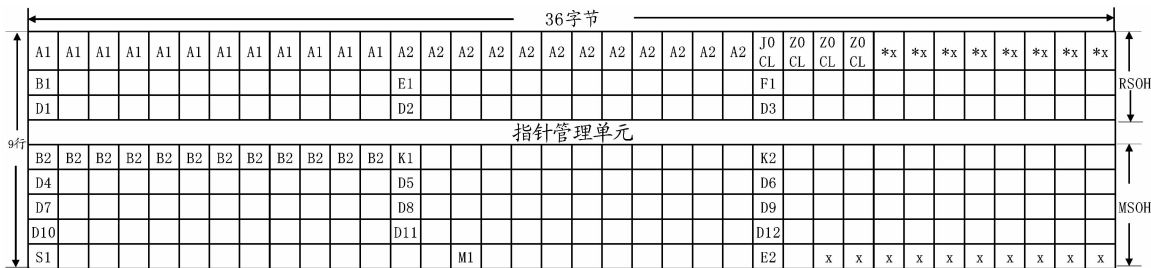 36字节
A1 A1 A1 A1 A1 A1 A1 A1 A1 A1 A1 A1 A2 A2 A2 A2 A2 A2 A2 A2 A2 A2 A2 A2 J0 CL Z0 CL Z0 CL Z0 CL *x *x *x *x *x *x *x *x
B1 E1 F1 RSOH
D1 D2 D3
指针管理单元
9行
B2 B2 B2 B2 B2 B2 B2 B2 B2 B2 B2 B2 K1 K2
D4 D5 D6
D7 D8 D9 MSOH
D10 D11 D12
S1 M1 E2 x x x x x x x x x x